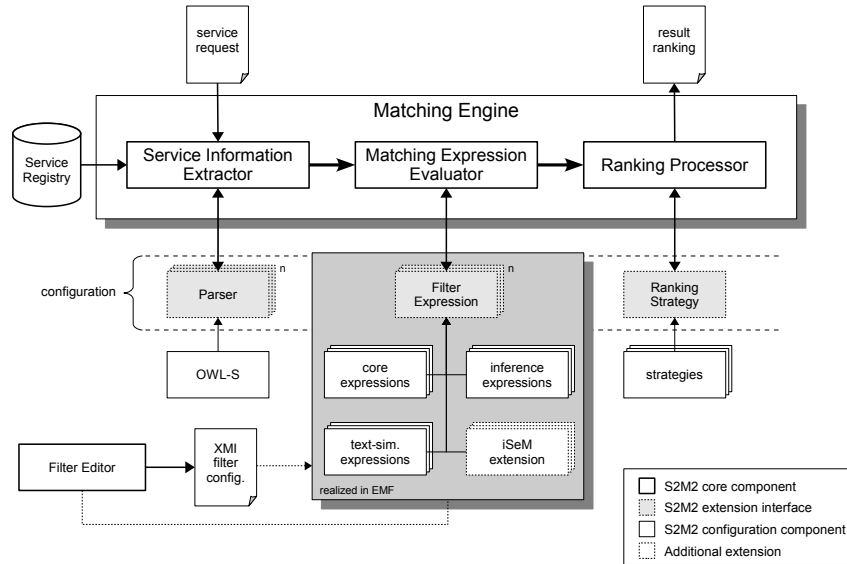 service
request
result
ranking
Matching Engine
Service
Registry
Service Information
Extractor
Matching Expression
Evaluator
Ranking Processor
configuration
n
Parser
n
Filter
Expression
Ranking
Strategy
OWL-S
core
expressions
inference
expressions
strategies
text-sim.
expressions
iSeM
extension
Filter Editor
XMI
filter
config.
realized in EMF
S2M2 core component
S2M2 extension interface
S2M2 configuration component
Additional extension